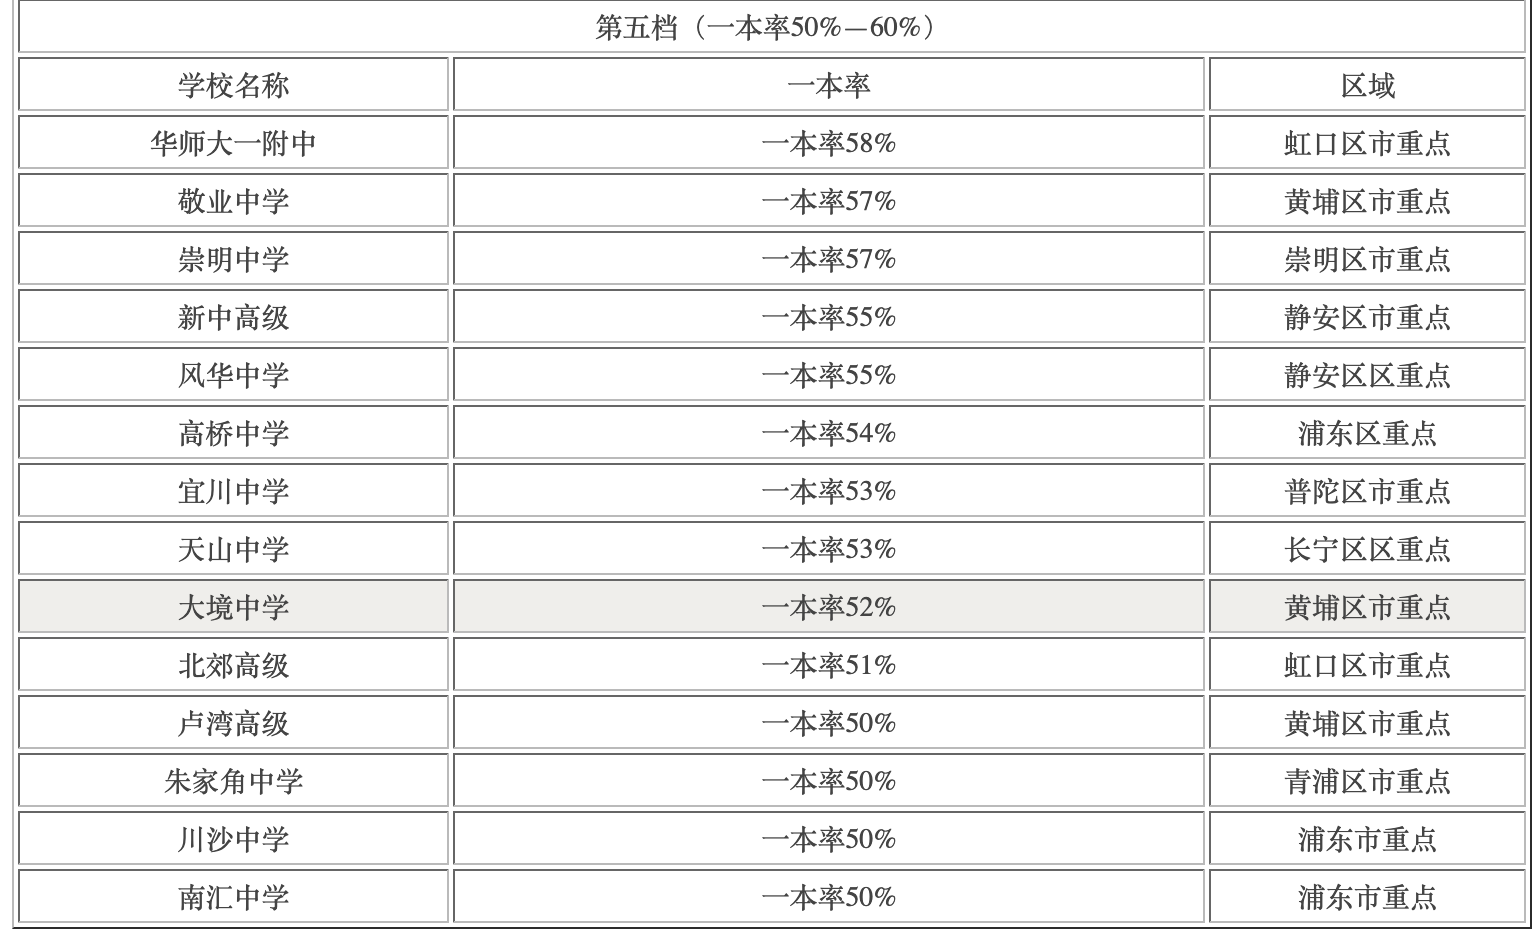 第五档（一本率50%—60%）
学校名称 一本率 区域
华师大一附中 一本率58% 虹口区市重点
敬业中学 一本率57% 黄埔区市重点
崇明中学 一本率57% 崇明区市重点
新中高级 一本率55% 静安区市重点
风华中学 一本率55% 静安区区重点
高桥中学 一本率54% 浦东区重点
宜川中学 一本率53% 普陀区市重点
天山中学 一本率53% 长宁区区重点
大境中学 一本率52% 黄埔区市重点
北郊高级 一本率51% 虹口区市重点
卢湾高级 一本率50% 黄埔区市重点
朱家角中学 一本率50% 青浦区市重点
川沙中学 一本率50% 浦东市重点
南汇中学 一本率50% 浦东市重点